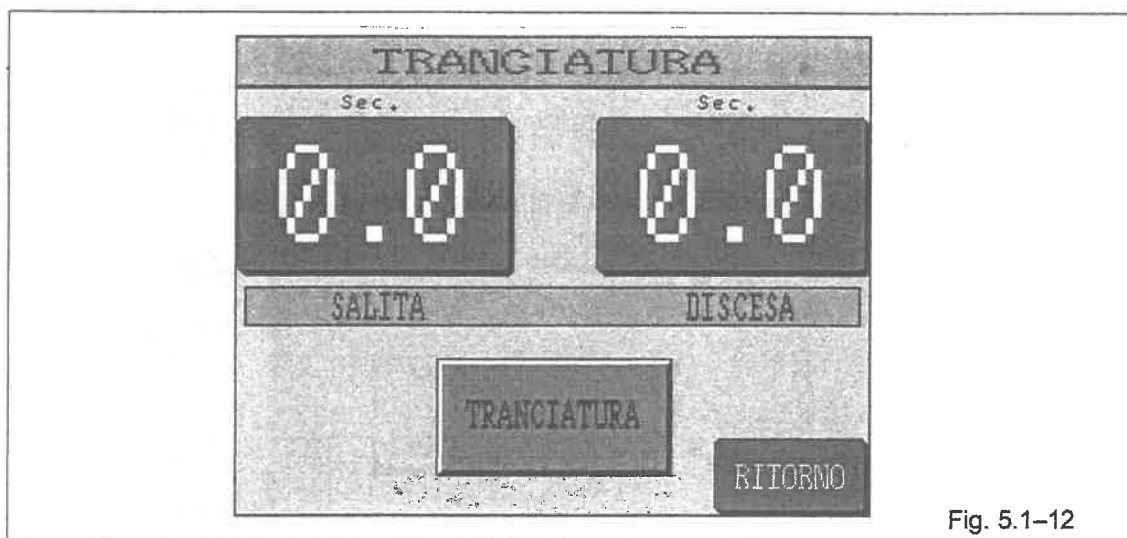 TRANCIATURA
Sec. Sec.
0.0 0.0
SALITA DISCESA
TRANCIATURA
RITORNO
Fig. 5.1–12